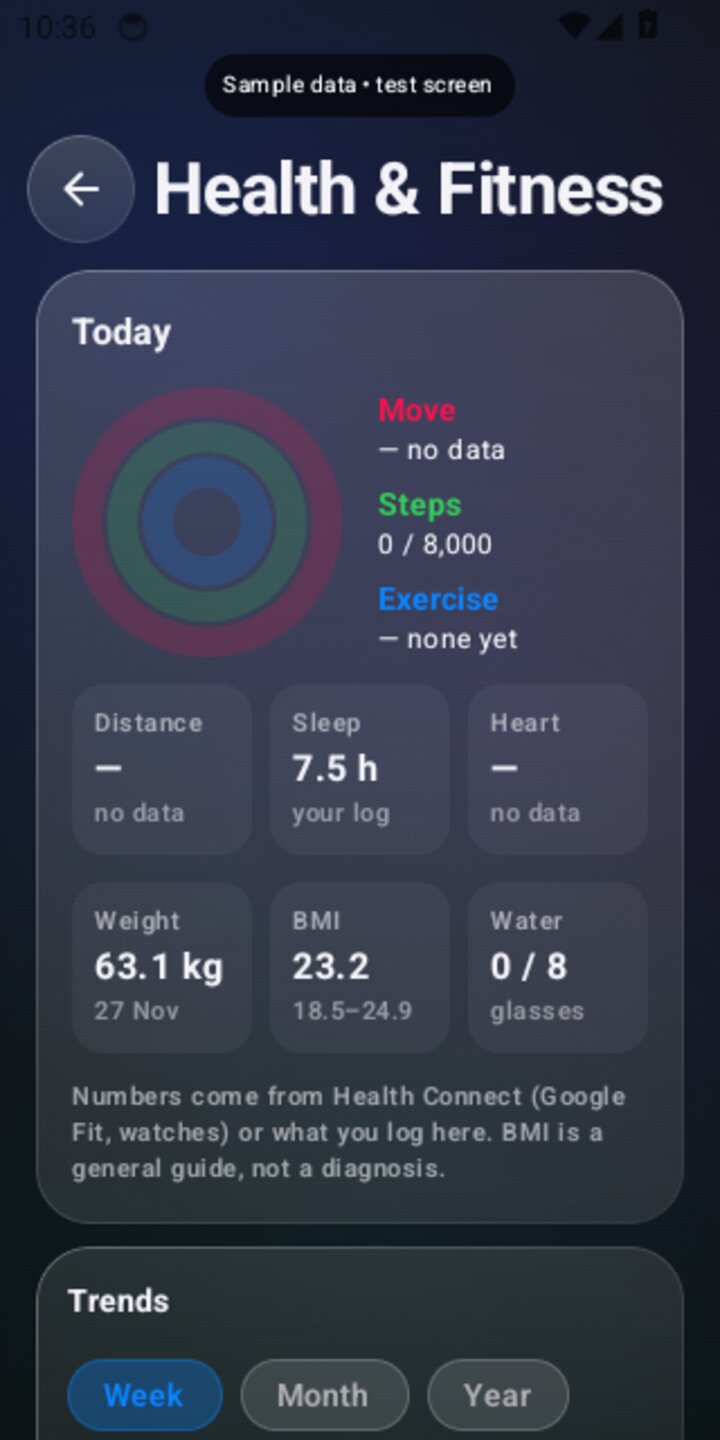 10:36
Sample data • test screen
Health & Fitness
Today
Move
– no data
Steps
0 / 8,000
Exercise
– none yet
Distance
–
no data
Sleep
7.5 h
your log
Heart
–
no data
Weight
63.1 kg
27 Nov
BMI
23.2
18.5–24.9
Water
0 / 8
glasses
Numbers come from Health Connect (Google
Fit, watches) or what you log here. BMI is a
general guide, not a diagnosis.
Trends
Week
Month
Year